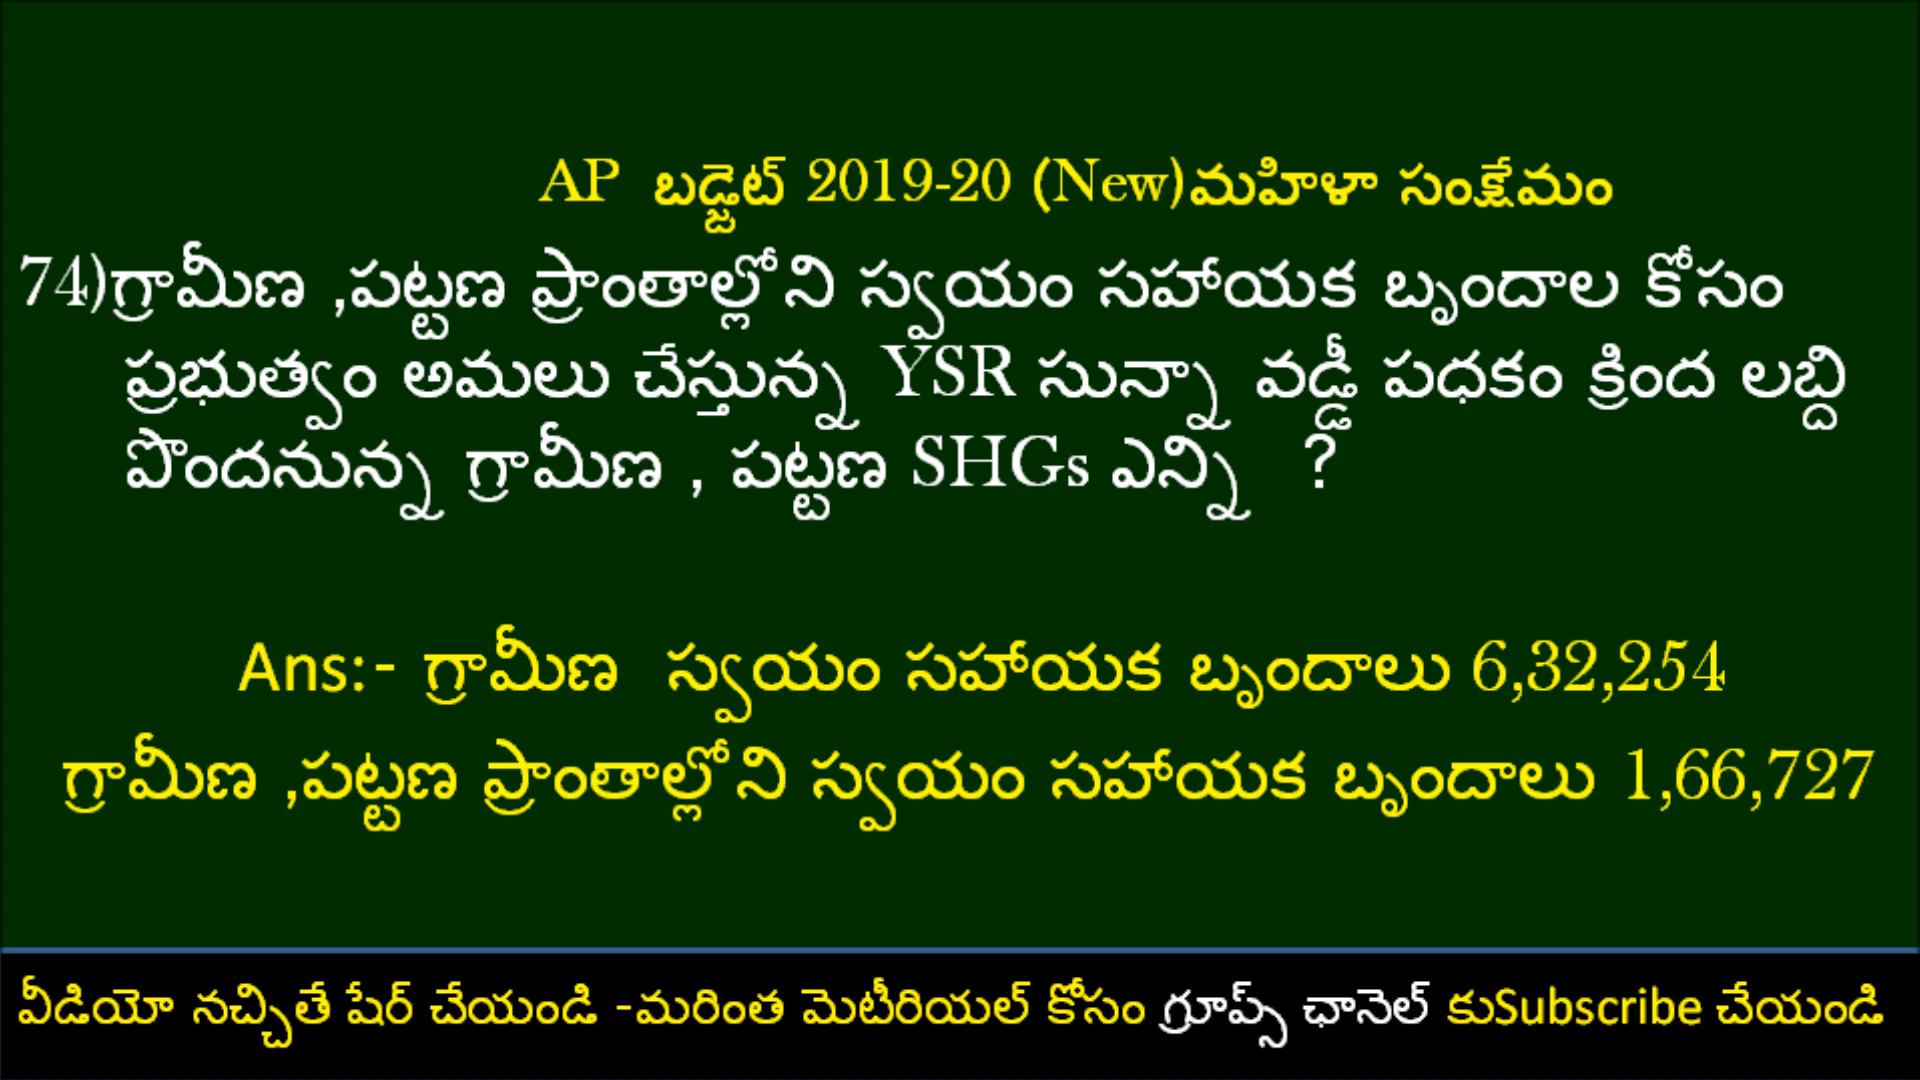 AP బడ్జెట్ 2019-20 (New)మహిళా సంక్షేమం
74)గ్రామీణ ,పట్టణ ప్రాంతాల్లోని స్వయం సహాయక బృందాల కోసం
ప్రభుత్వం అమలు చేస్తున్న YSR సున్నా వడ్డీ పధకం క్రింద లబ్ది
పొందనున్న గ్రామీణ , పట్టణ SHGs ఎన్ని ?
Ans:- గ్రామీణ స్వయం సహాయక బృందాలు 6,32,254
గ్రామీణ ,పట్టణ ప్రాంతాల్లోని స్వయం సహాయక బృందాలు 1,66,727
వీడియో నచ్చితే షేర్ చేయండి -మరింత మెటీరియల్ కోసం గ్రూప్స్ ఛానెల్ కుSubscribe చేయండి